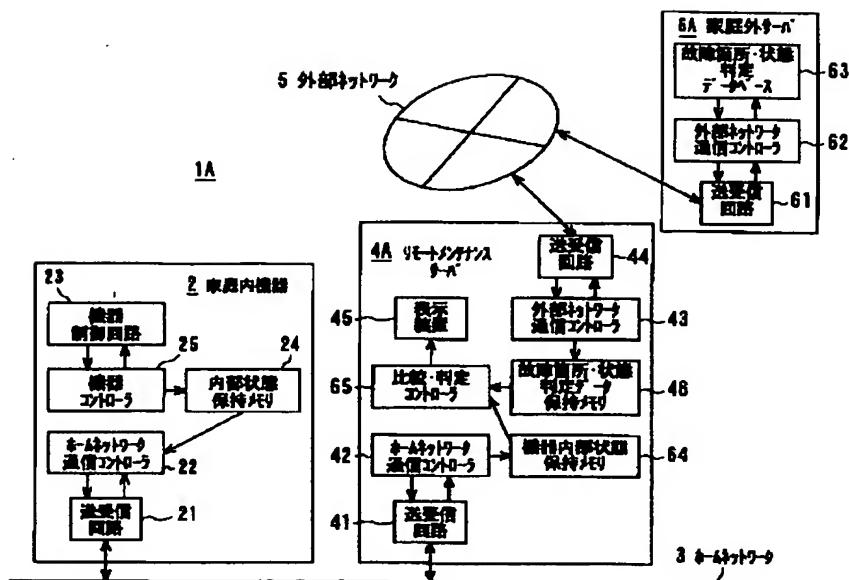 6A 家庭外サーバ
故障箇所・状態
判定
データベース
63
外部ネットワーク
通信コントローラ
62
送受信
回路
61
5 外部ネットワーク
1A
4A リモートメンテナンス
サーバ
送受信
回路
44
外部ネットワーク
通信コントローラ
43
45
表示
装置
65
比較・判定
コントローラ
故障箇所・状態
判定データ
保持メモリ
46
42
ホームネットワーク
通信コントローラ
機器内部状態
保持メモリ
64
41
送受信
回路
2 家庭内機器
23
機器
制御回路
25
機器
コントローラ
24
内部状態
保持メモリ
ホームネットワーク
通信コントローラ
22
送受信
回路
21
3 ホームネットワーク